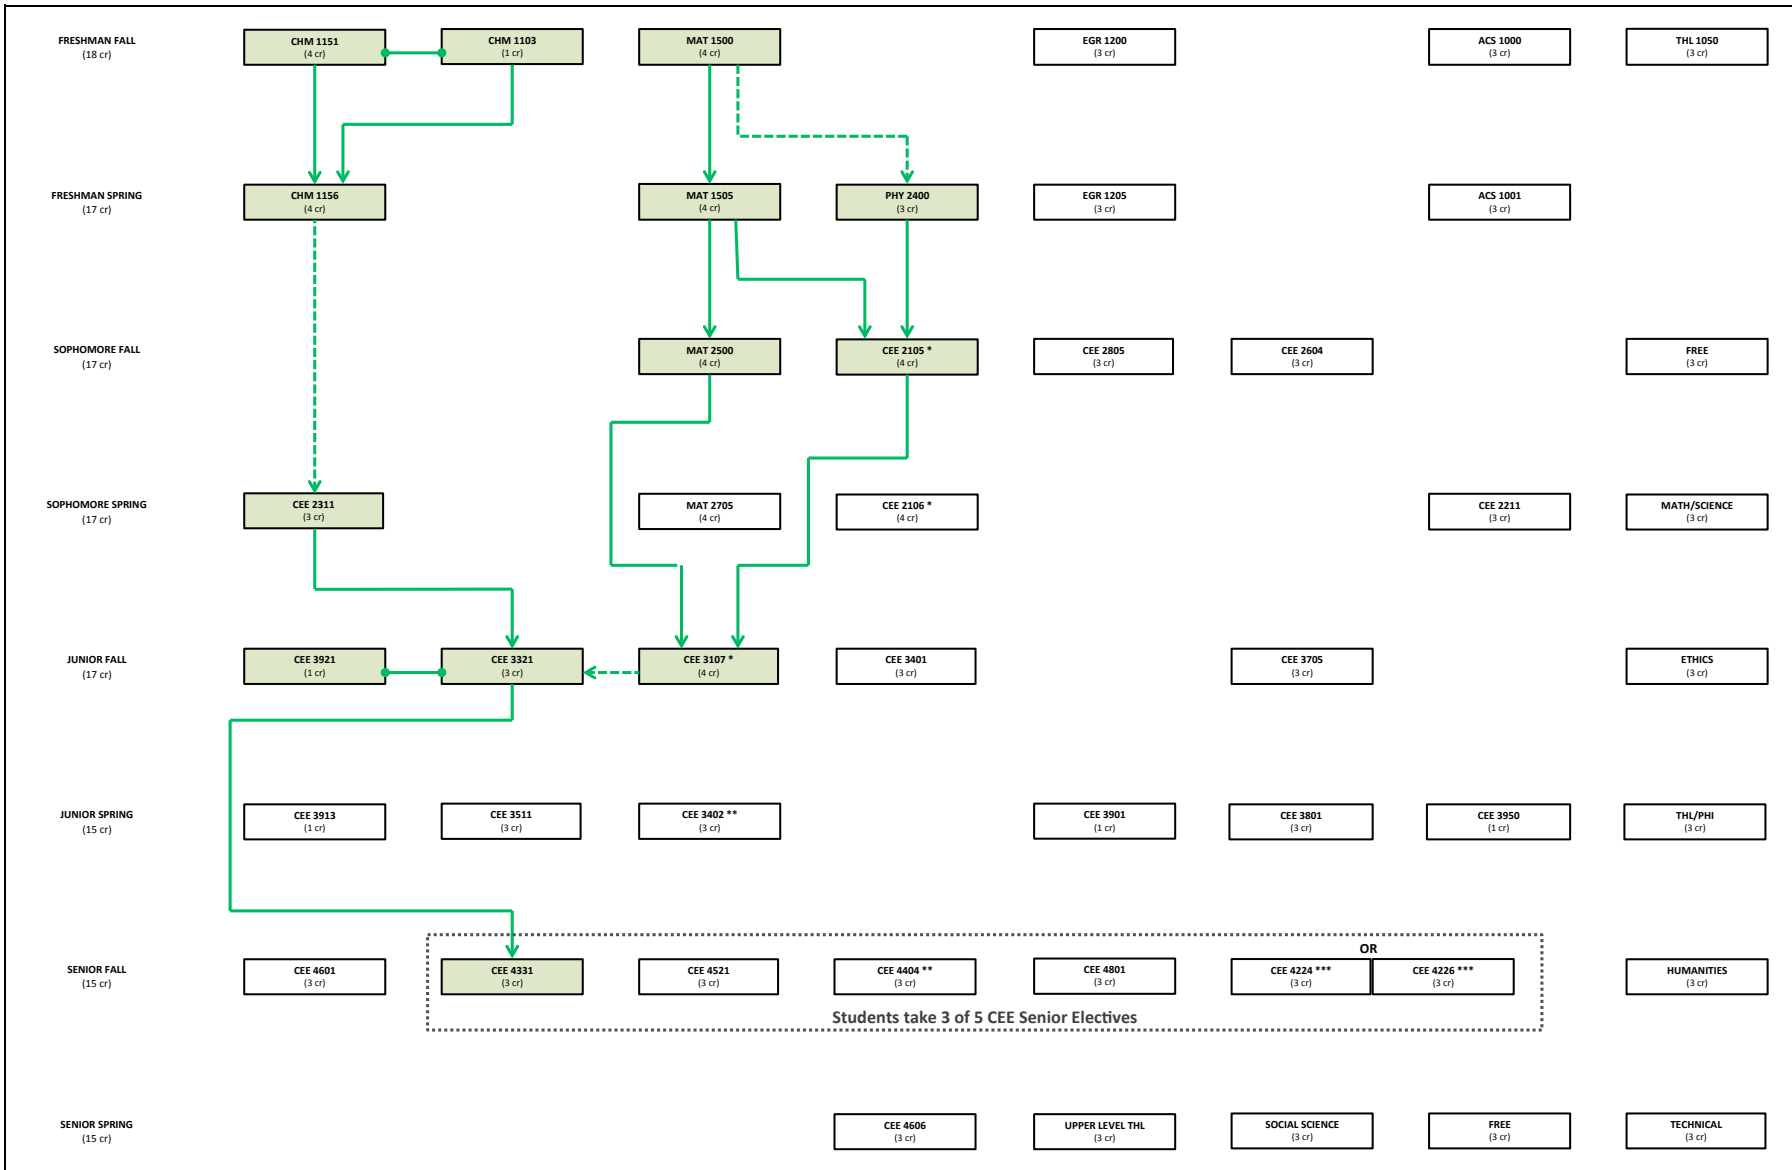 FRESHMAN FALL
(18 cr)
CHM 1151
(4 cr)
CHM 1103
(1 cr)
MAT 1500
(4 cr)
EGR 1200
(3 cr)
ACS 1000
(3 cr)
THL 1050
(3 cr)
FRESHMAN SPRING
(17 cr)
CHM 1156
(4 cr)
MAT 1505
(4 cr)
PHY 2400
(3 cr)
EGR 1205
(3 cr)
ACS 1001
(3 cr)
SOPHOMORE FALL
(17 cr)
MAT 2500
(4 cr)
CEE 2105 *
(4 cr)
CEE 2805
(3 cr)
CEE 2604
(3 cr)
FREE
(3 cr)
SOPHOMORE SPRING
(17 cr)
CEE 2311
(3 cr)
MAT 2705
(4 cr)
CEE 2106 *
(4 cr)
CEE 2211
(3 cr)
MATH/SCIENCE
(3 cr)
JUNIOR FALL
(17 cr)
CEE 3921
(1 cr)
CEE 3321
(3 cr)
CEE 3107 *
(4 cr)
CEE 3401
(3 cr)
CEE 3705
(3 cr)
ETHICS
(3 cr)
JUNIOR SPRING
(15 cr)
CEE 3913
(1 cr)
CEE 3511
(3 cr)
CEE 3402 **
(3 cr)
CEE 3901
(1 cr)
CEE 3801
(3 cr)
CEE 3950
(1 cr)
THL/PHI
(3 cr)
SENIOR FALL
(15 cr)
CEE 4601
(3 cr)
CEE 4331
(3 cr)
CEE 4521
(3 cr)
CEE 4404 **
(3 cr)
CEE 4801
(3 cr)
OR
CEE 4224 ***
(3 cr)
CEE 4226 ***
(3 cr)
HUMANITIES
(3 cr)
Students take 3 of 5 CEE Senior Electives
SENIOR SPRING
(15 cr)
CEE 4606
(3 cr)
UPPER LEVEL THL
(3 cr)
SOCIAL SCIENCE
(3 cr)
FREE
(3 cr)
TECHNICAL
(3 cr)